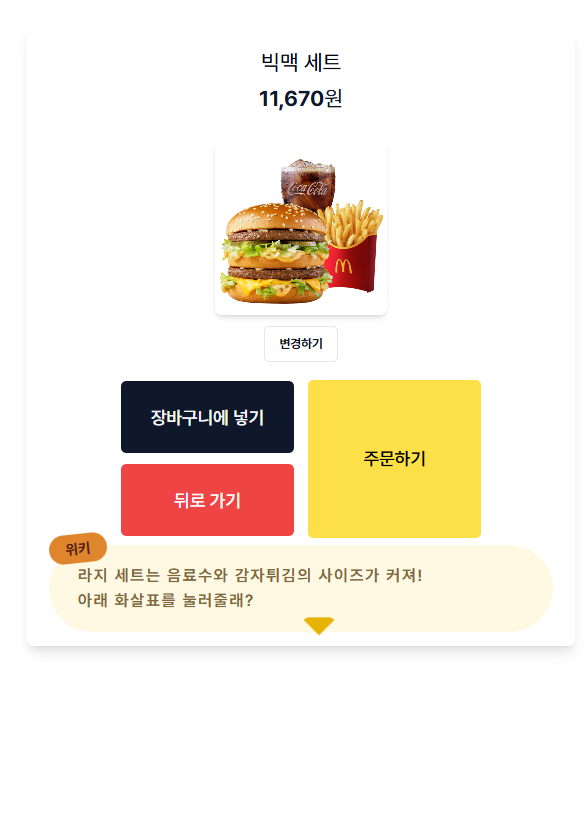 빅맥 세트
11,670원
Coca-Cola
변경하기
장바구니에 넣기
주문하기
뒤로 가기
위키
라지 세트는 음료수와 감자튀김의 사이즈가 커져!
아래 화살표를 눌러줄래?